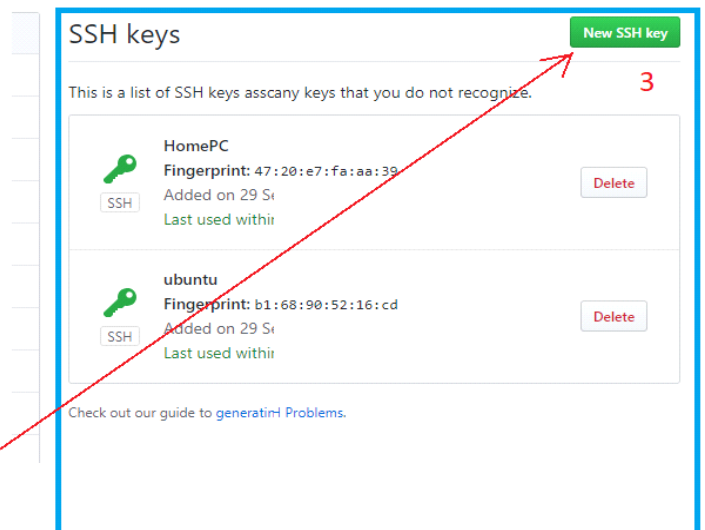 SSH keys
New SSH key
3
This is a list of SSH keys asscany keys that you do not recognize.
HomePC
Fingerprint: 47:20:e7:fa:aa:39
Added on 29 Se
Last used within
SSH
Delete
ubuntu
Fingerprint: b1:68:90:52:16:cd
Added on 29 Se
Last used within
SSH
Delete
Check out our guide to generatin Problems.